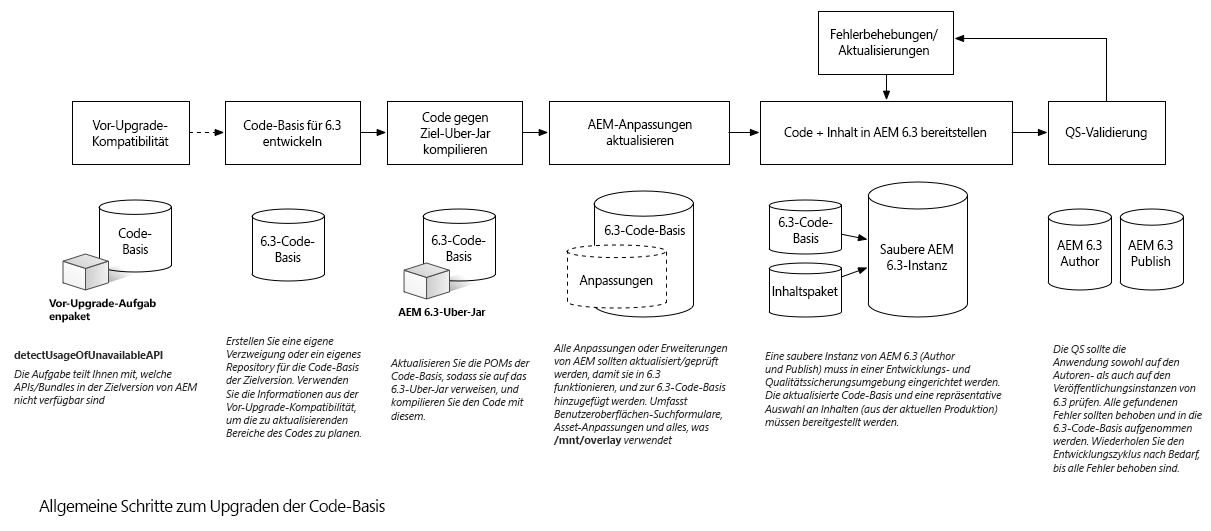 Fehlerbehebungen/
Aktualisierungen
Vor-Upgrade-
Kompatibilität
Code-Basis für 6.3
entwickeln
Code gegen
Ziel-Uber-Jar
kompilieren
AEM-Anpassungen
aktualisieren
Code + Inhalt in AEM 6.3 bereitstellen
QS-Validierung
Code-
Basis
Vor-Upgrade-Aufgab
enpaket
6.3-Code-
Basis
6.3-Code-
Basis
AEM 6.3-Uber-Jar
6.3-Code-Basis
Anpassungen
6.3-Code-
Basis
Inhaltspaket
Saubere AEM
6.3-Instanz
AEM 6.3
Author
AEM 6.3
Publish
detectUsageOfUnavailableAPI
Die Aufgabe teilt Ihnen mit, welche
APIs/Bundles in der Zielversion von AEM
nicht verfügbar sind
Erstellen Sie eine eigene
Verzweigung oder ein eigenes
Repository für die Code-Basis
der Zielversion. Verwenden
Sie die Informationen aus der
Vor-Upgrade-Kompatibilität,
um die zu aktualisierenden
Bereiche des Codes zu planen.
Aktualisieren Sie die POMs der
Code-Basis, sodass sie auf das
6.3-Uber-Jar verweisen, und
kompilieren Sie den Code mit
diesem.
Alle Anpassungen oder Erweiterungen
von AEM sollten aktualisiert/geprüft
werden, damit sie in 6.3
funktionieren, und zur 6.3-Code-Basis
hinzugefügt werden. Umfasst
Benutzeroberflächen-Suchformulare,
Asset-Anpassungen und alles, was
/mnt/overlay verwendet
Eine saubere Instanz von AEM 6.3 (Author
und Publish) muss in einer Entwicklungs- und
Qualitätssicherungsumgebung eingerichtet werden.
Die aktualisierte Code-Basis und eine repräsentative
Auswahl an Inhalten (aus der aktuellen Produktion)
müssen bereitgestellt werden.
Die QS sollte die
Anwendung sowohl auf den
Autoren- als auch auf den
Veröffentlichungsinstanzen von
6.3 prüfen. Alle gefundenen
Fehler sollten behoben und in die
6.3-Code-Basis aufgenommen
werden. Wiederholen Sie den
Entwicklungszyklus nach Bedarf,
bis alle Fehler behoben sind.
Allgemeine Schritte zum Upgraden der Code-Basis